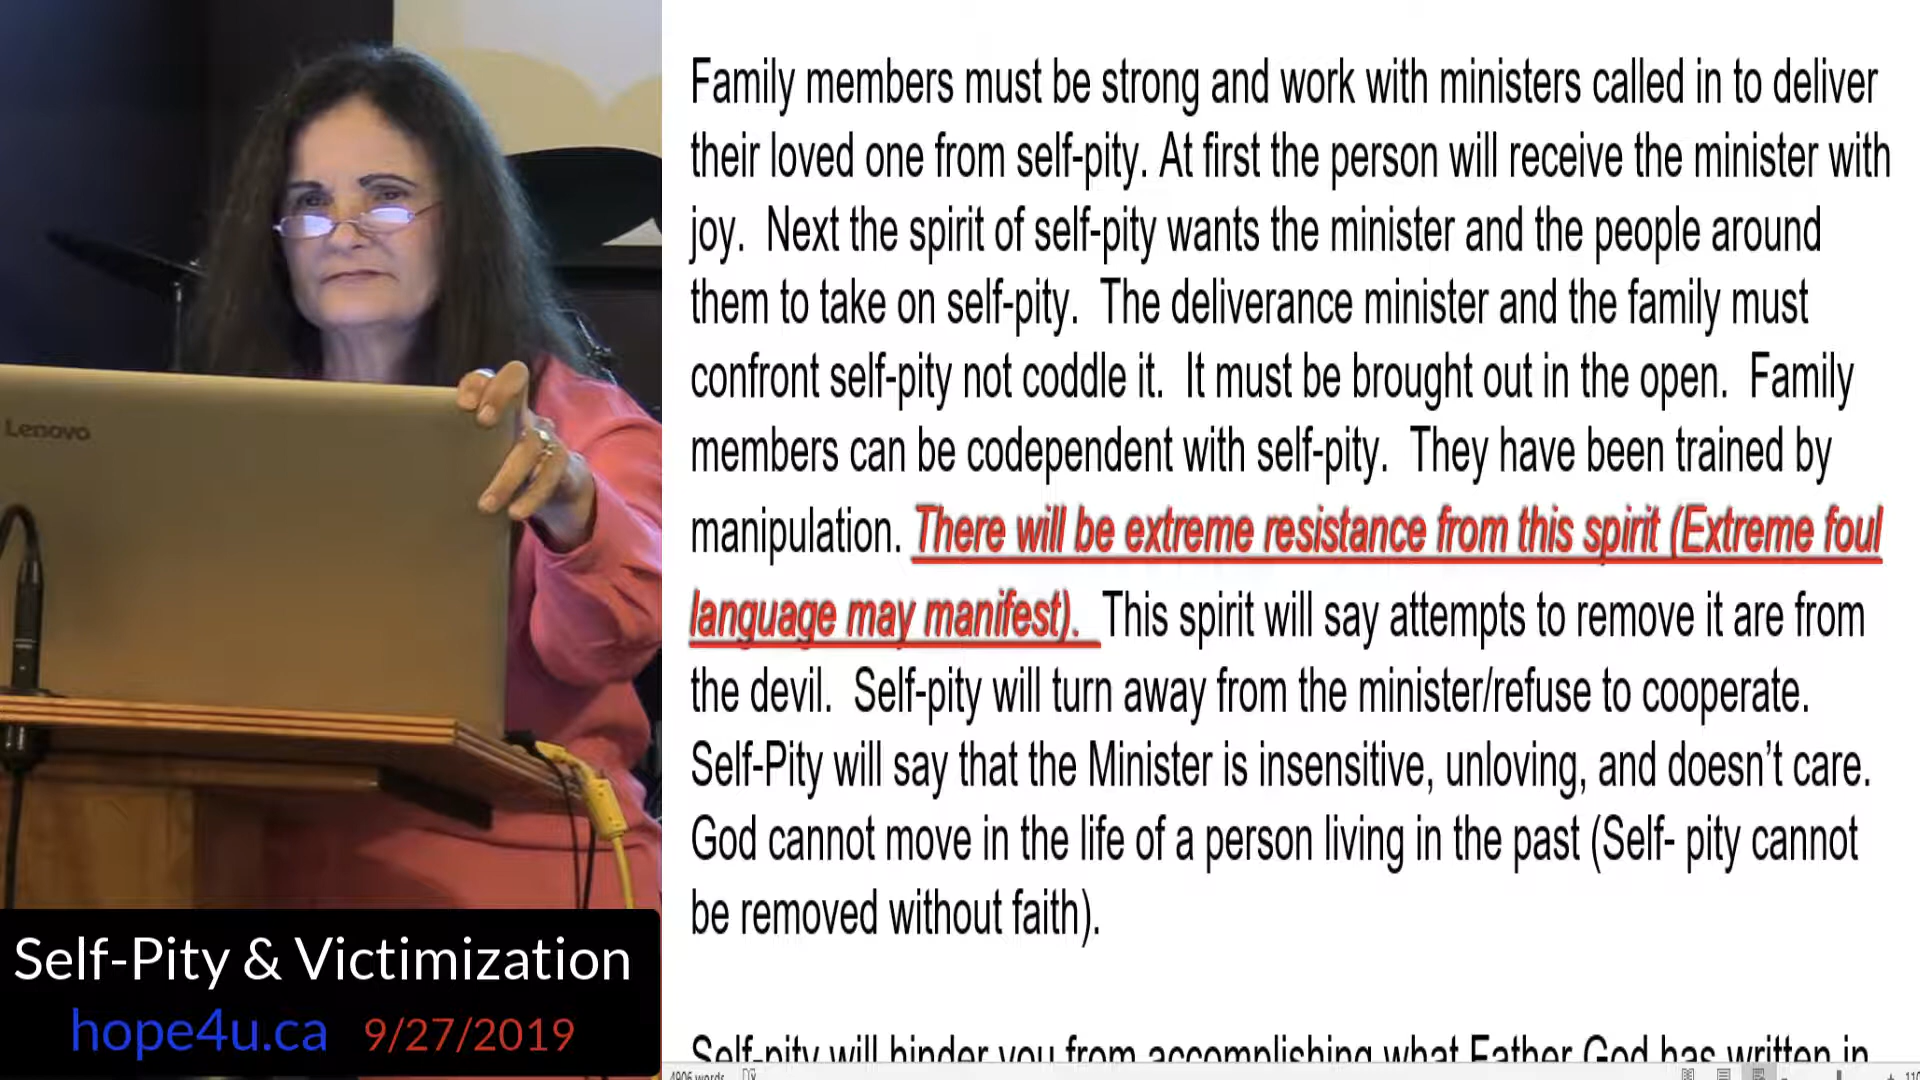 Family members must be strong and work with ministers called in to deliver
their loved one from self-pity. At first the person will receive the minister with
joy.  Next the spirit of self-pity wants the minister and the people around
them to take on self-pity.  The deliverance minister and the family must
confront self-pity not coddle it.  It must be brought out in the open.  Family
members can be codependent with self-pity.  They have been trained by
manipulation. There will be extreme resistance from this spirit (Extreme foul
language may manifest).  This spirit will say attempts to remove it are from
the devil.  Self-pity will turn away from the minister/refuse to cooperate.
Self-Pity will say that the Minister is insensitive, unloving, and doesn’t care.
God cannot move in the life of a person living in the past (Self- pity cannot
be removed without faith).
Self-pity will hinder you from accomplishing what Father God has written in
4906 words
110
Lenovo
Self-Pity & Victimization
hope4u.ca 9/27/2019